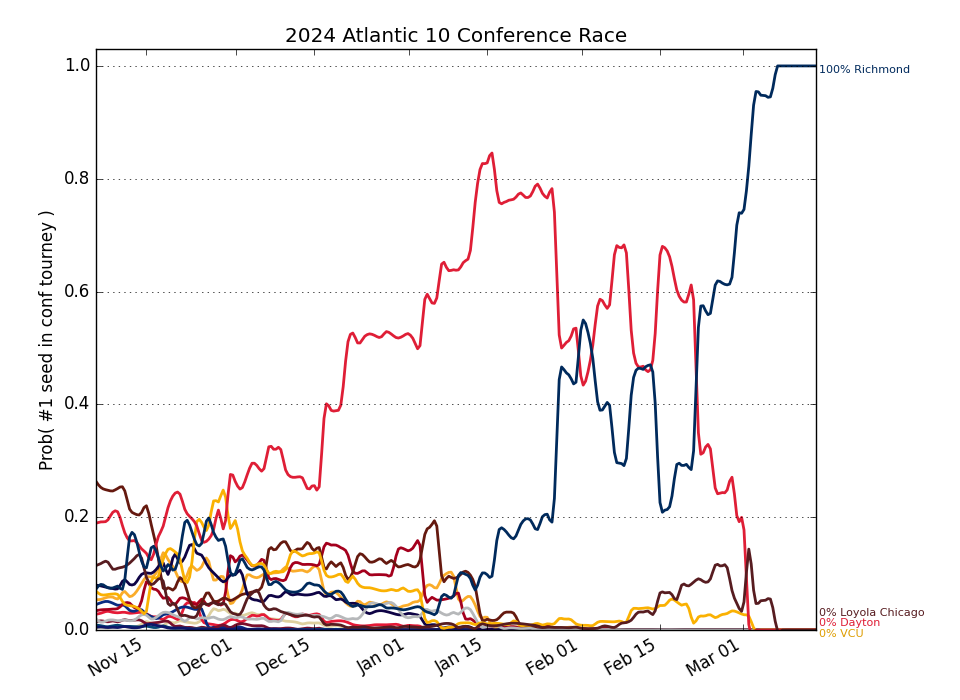 2024 Atlantic 10 Conference Race
Prob( #1 seed in conf tourney )
1.0
0.8
0.6
0.4
0.2
0.0
Nov 15
Dec 01
Dec 15
Jan 01
Jan 15
Feb 01
Feb 15
Mar 01
100% Richmond
0% Loyola Chicago
0% Dayton
0% VCU